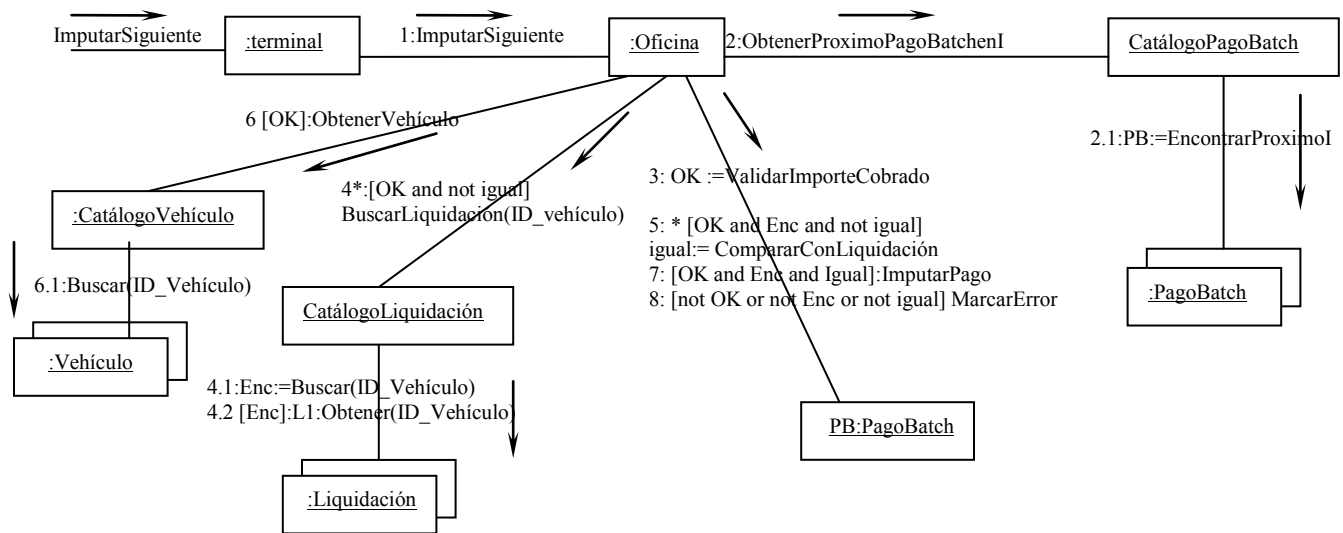 ImputarSiguiente
:terminal
1:ImputarSiguiente
:Oficina
2:ObtenerProximoPagoBatchenI
CatálogoPagoBatch
6 [OK]:ObtenerVehículo
2.1:PB:=EncontrarProximoI
4*:[OK and not igual]
BuscarLiquidacion(ID_vehículo)
3: OK :=ValidarImporteCobrado
5: * [OK and Enc and not igual]
igual:= CompararConLiquidación
7: [OK and Enc and Igual]:ImputarPago
8: [not OK or not Enc or not igual] MarcarError
:CatálogoVehículo
6.1:Buscar(ID_Vehículo)
:Vehículo
CatálogoLiquidación
:PagoBatch
4.1:Enc:=Buscar(ID_Vehículo)
4.2 [Enc]:L1:Obtener(ID_Vehículo)
PB:PagoBatch
:Liquidación